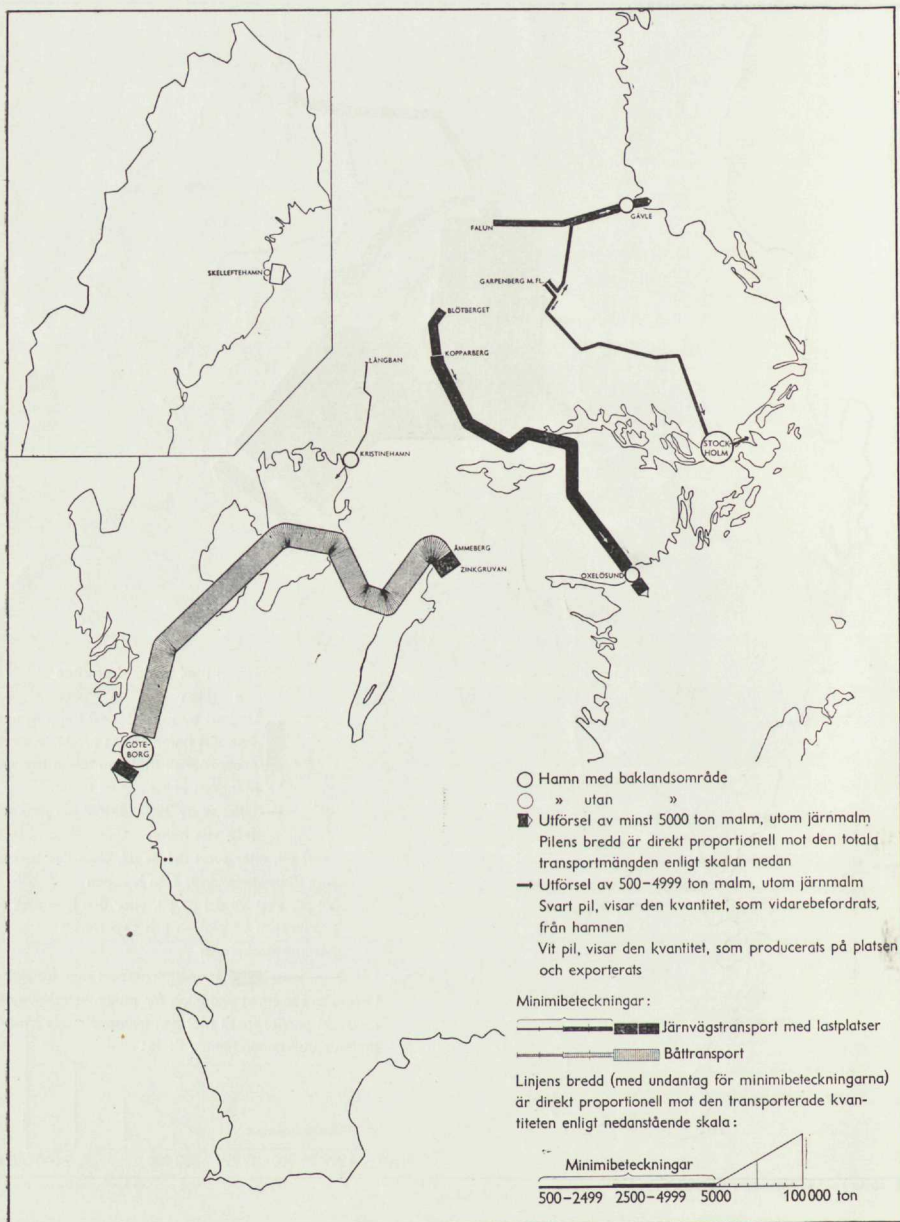 SKELLEFTEHAMN
FALUN
GÄVLE
GARPENBERG M. FL.
BLÖTBERGET
KOPPARBERG
LÅNGBAN
KRISTINEHAMN
STOCK-
HOLM
ÅMMEBERG
ZINKGRUVAN
OXELÖSUND
GÖTE-
BORG
Hamn med baklandsområde
» utan »
Utförsel av minst 5000 ton malm, utom järnmalm
Pilens bredd är direkt proportionell mot den totala
transportmängden enligt skalan nedan
Utförsel av 500–4999 ton malm, utom järnmalm
Svart pil, visar den kvantitet, som vidarebefordrats,
från hamnen
Vit pil, visar den kvantitet, som producerats på platsen
och exporterats
Minimibeteckningar:
Järnvägstransport med lastplatser
Båttransport
Linjens bredd (med undantag för minimibeteckningarna)
är direkt proportionell mot den transporterade kvan-
titeten enligt nedanstående skala:
Minimibeteckningar
500–2499 2500–4999 5000 100000 ton